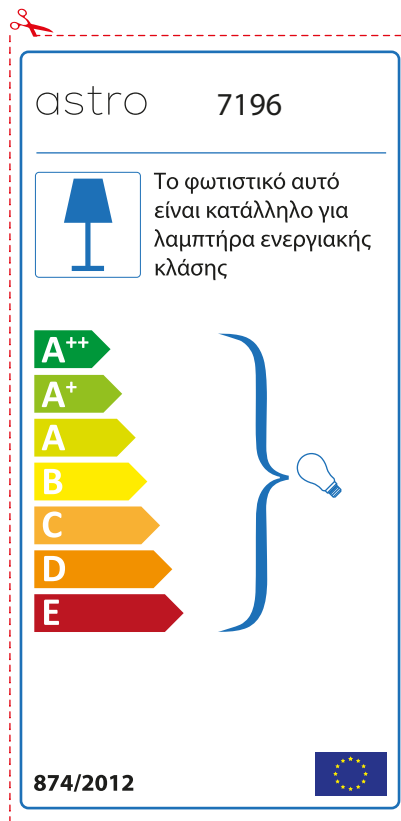 astro 7196
Το φωτιστικό αυτό
είναι κατάλληλο για
λαμπτήρα ενεργιακής
κλάσης
A++
A+
A
B
C
D
E
874/2012